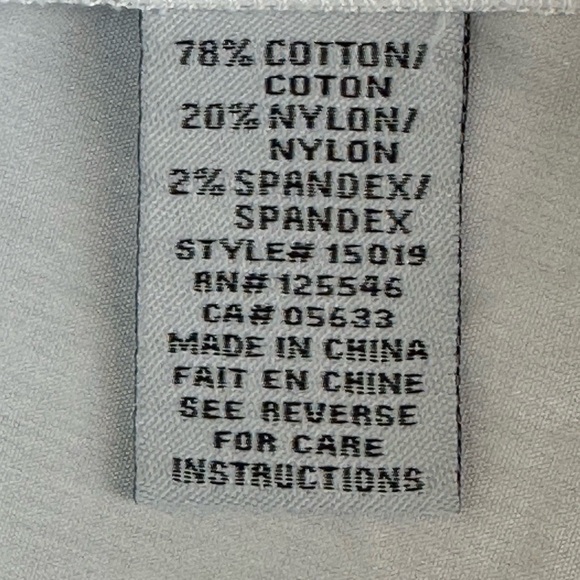 78% COTTON/
COTON
20% NYLON/
NYLON
2% SPANDEX/
SPANDEX
STYLE# 15019
RN# 125546
CA# 05633
MADE IN CHINA
FAIT EN CHINE
SEE REVERSE
FOR CARE
INSTRUCTIONS